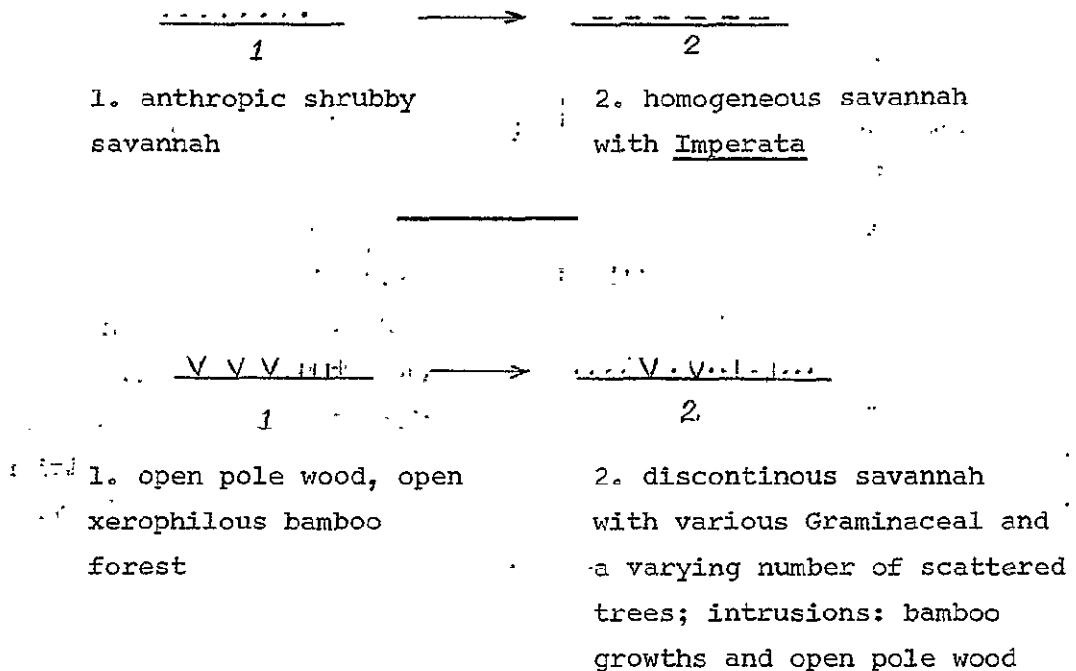 1
2
1. anthropic shrubby
savannah
2. homogeneous savannah
with Imperata
1
2.
1. open pole wood, open
xerophilous bamboo
forest
2. discontinous savannah
with various Graminaceal and
a varying number of scattered
trees; intrusions: bamboo
growths and open pole wood